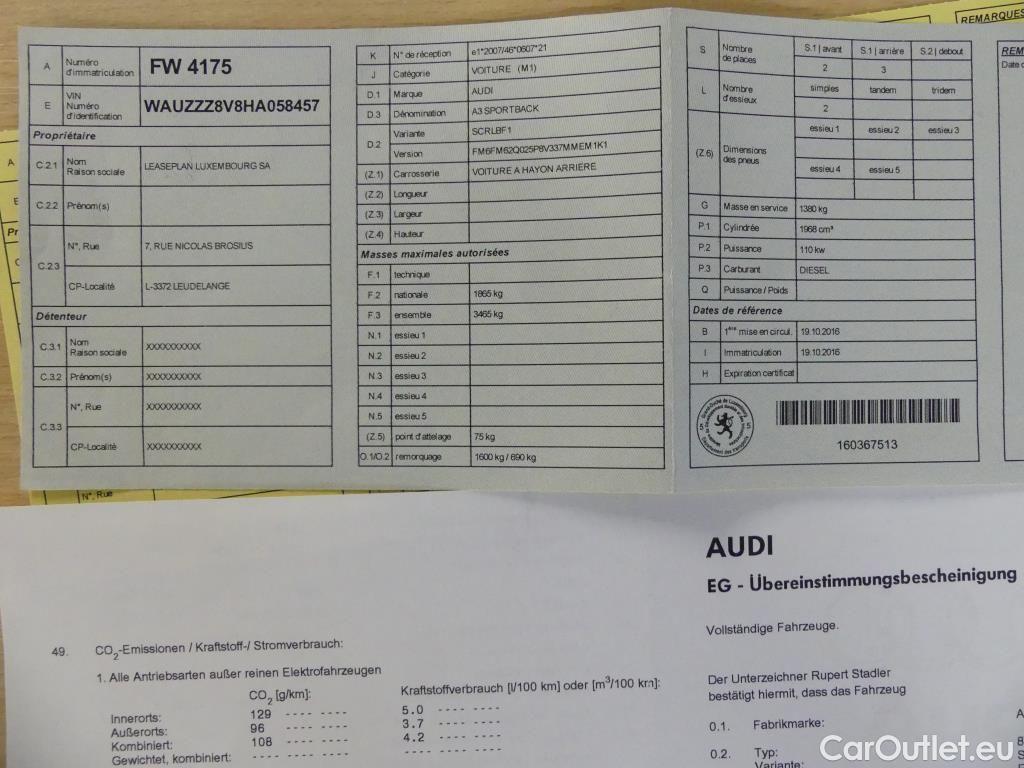 A Numéro d'immatriculation FW 4175
E VIN Numéro d'identification WAUZZZ8V8HA058457
Propriétaire
C.2.1 Nom Raison sociale LEASEPLAN LUXEMBOURG SA
C.2.2 Prénom(s)
C.2.3 N°, Rue 7, RUE NICOLAS BROSIUS
CP-Localité L-3372 LEUDELANGE
Détenteur
C.3.1 Nom Raison sociale XXXXXXXXXX
C.3.2 Prénom(s) XXXXXXXXXX
C.3.3 N°, Rue XXXXXXXXXX
CP-Localité XXXXXXXXXX
K N° de réception e1*2007/46*0607*21
J Catégorie VOITURE (M1)
D.1 Marque AUDI
D.3 Dénomination A3 SPORTBACK
D.2 Variante SCRLBF1
Version FM6FM62Q025P8V337MMEM1K1
(Z.1) Carrosserie VOITURE A HAYON ARRIERE
(Z.2) Longueur
(Z.3) Largeur
(Z.4) Hauteur
Masses maximales autorisées
F.1 technique
F.2 nationale 1865 kg
F.3 ensemble 3465 kg
N.1 essieu 1
N.2 essieu 2
N.3 essieu 3
N.4 essieu 4
N.5 essieu 5
(Z.5) point d'attelage 75 kg
O.1/O.2 remorquage 1600 kg / 690 kg
S Nombre de places S.1 | avant S.1 | arrière S.2 | debout
2 3
L Nombre d'essieux simples tandem tridem
2
(Z.6) Dimensions des pneus essieu 1 essieu 2 essieu 3
essieu 4 essieu 5
G Masse en service 1380 kg
P.1 Cylindrée 1968 cm³
P.2 Puissance 110 kw
P.3 Carburant DIESEL
Q Puissance / Poids
Dates de référence
B 1ère mise en circul. 19.10.2016
I Immatriculation 19.10.2016
H Expiration certificat
160367513
REMARQUES
REM
Date
N°, Rue
AUDI
EG - Übereinstimmungsbescheinigung
Vollständige Fahrzeuge.
Der Unterzeichner Rupert Stadler
bestätigt hiermit, dass das Fahrzeug
0.1. Fabrikmarke:
0.2. Typ:
Variante:
49. CO2-Emissionen / Kraftstoff-/ Stromverbrauch:
1. Alle Antriebsarten außer reinen Elektrofahrzeugen
CO2 [g/km]: Kraftstoffverbrauch [l/100 km] oder [m³/100 km]:
Innerorts: 129 ---- ---- 5.0 ---- ----
Außerorts: 96 ---- ---- 3.7 ---- ----
Kombiniert: 108 ---- ---- 4.2 ---- ----
Gewichtet, kombiniert: ---- ---- ---- ---- ---- ----
CarOutlet.eu